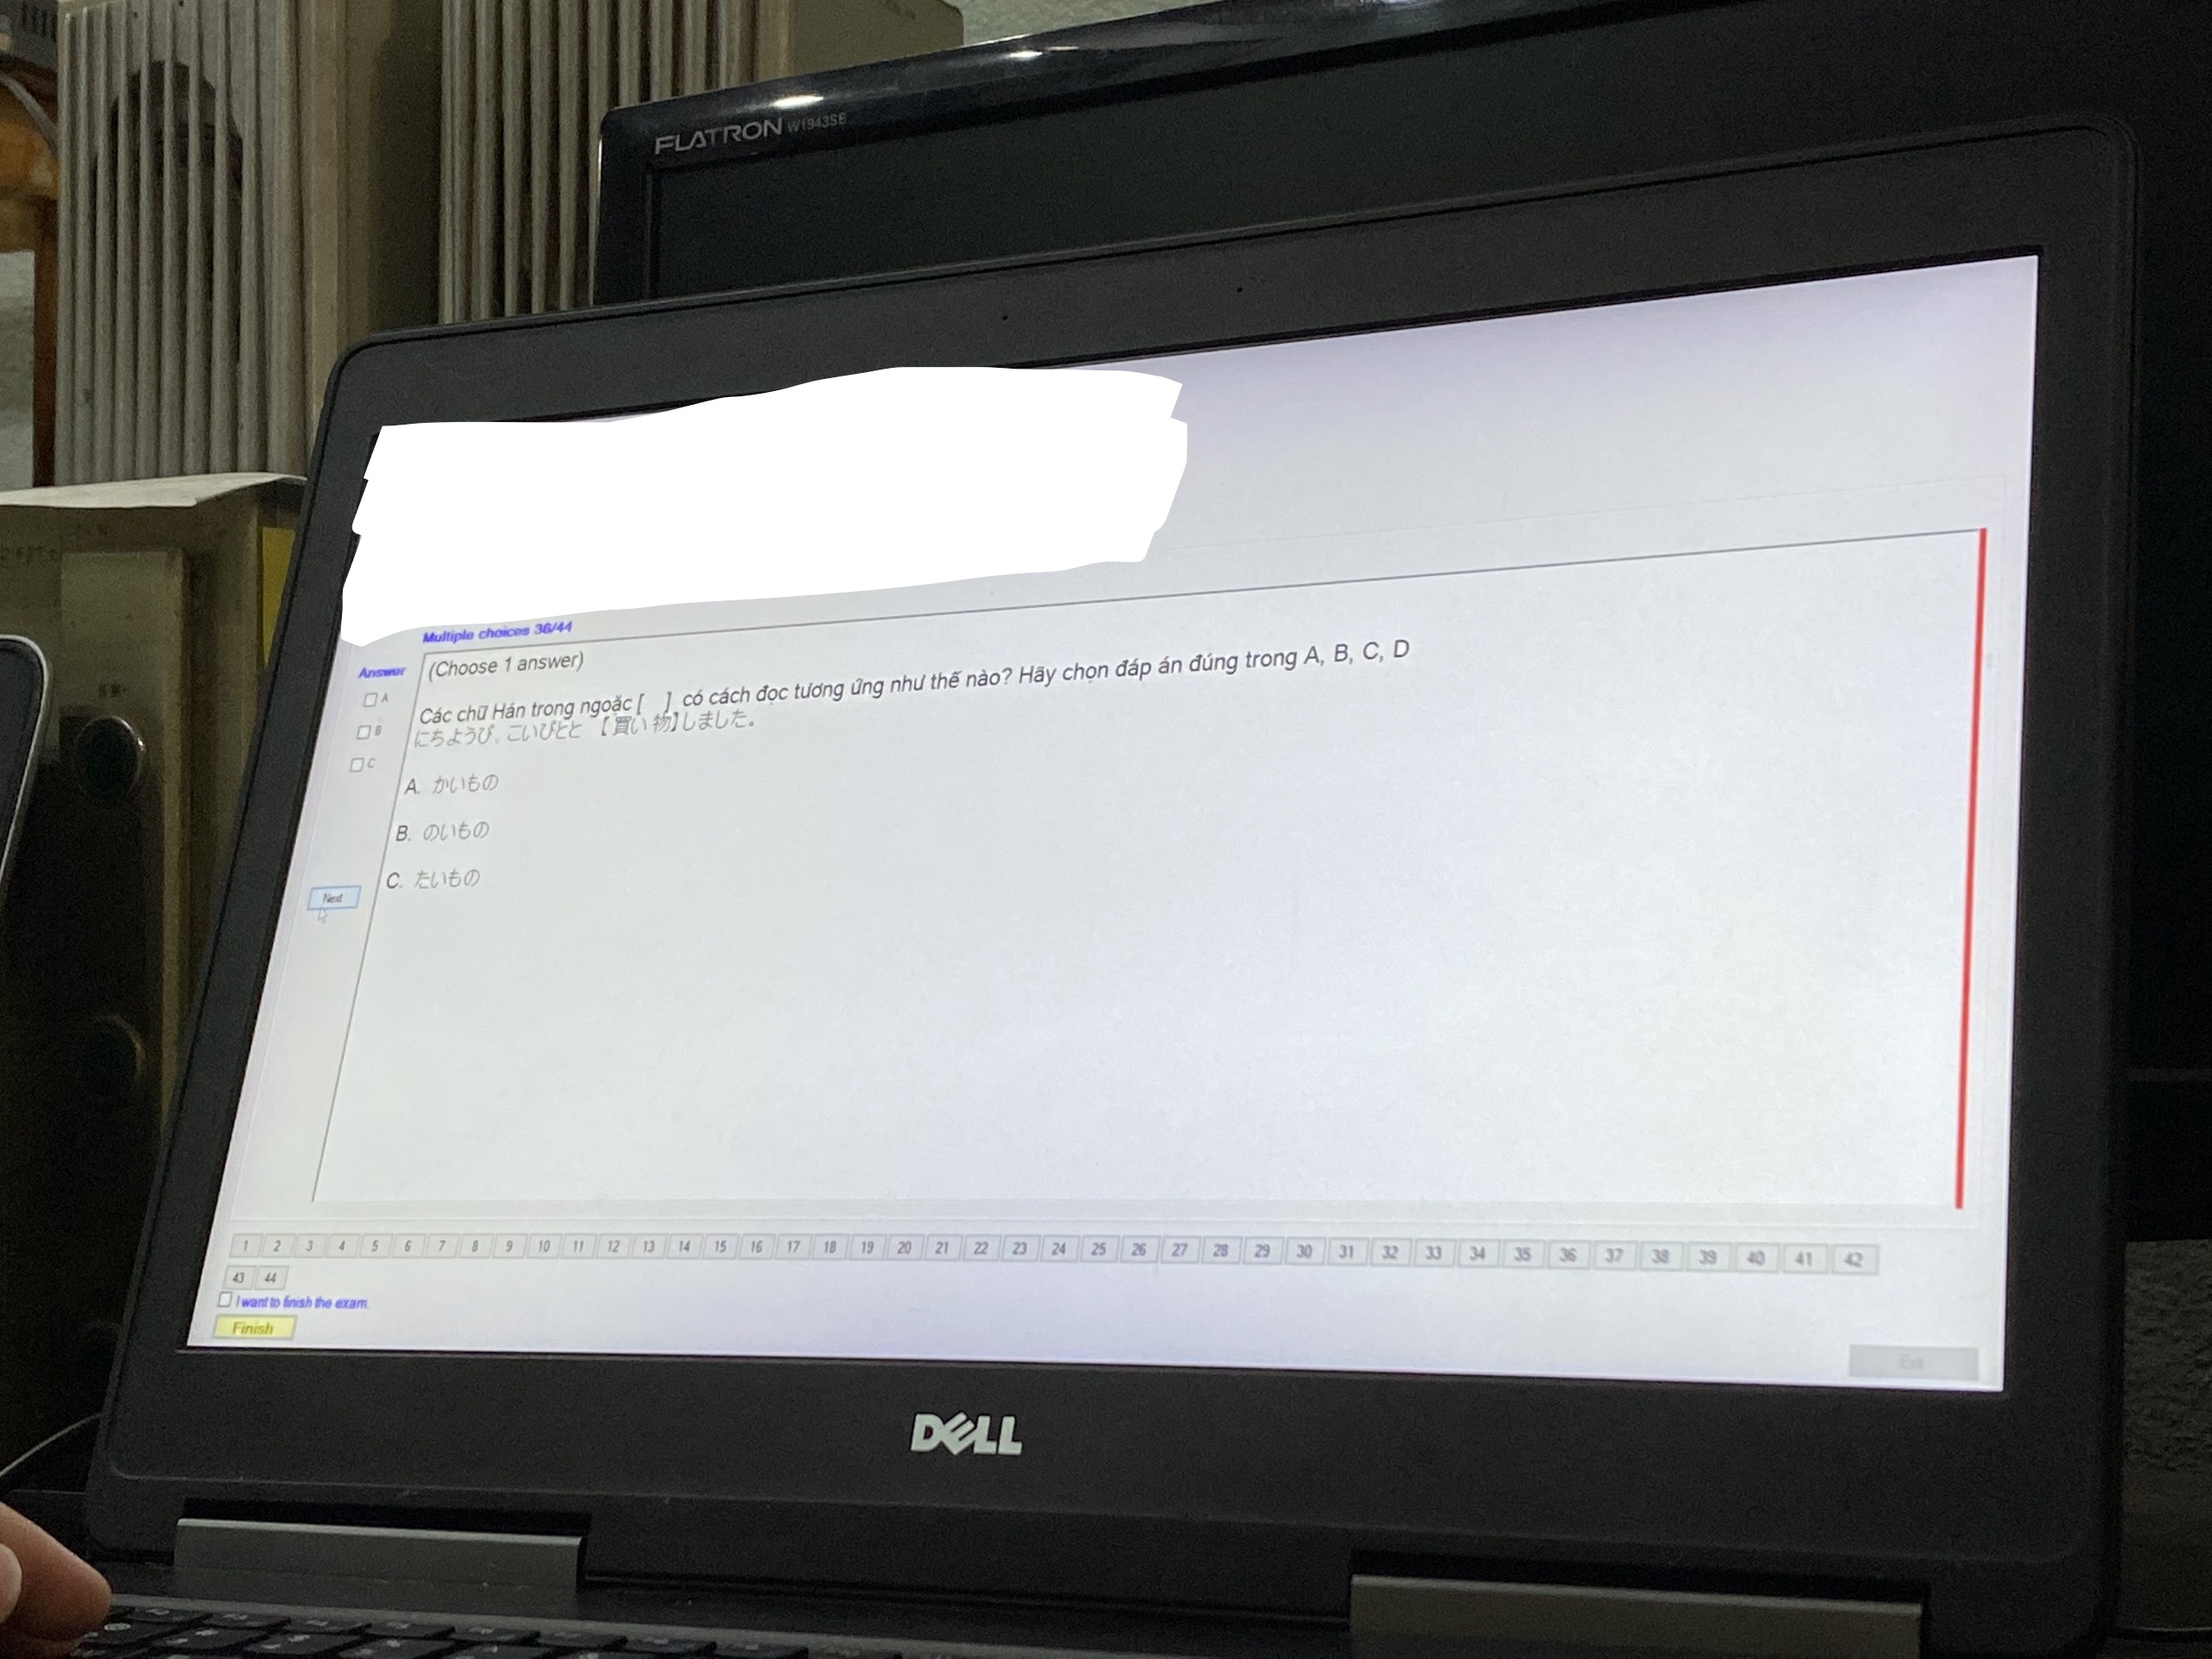 FLATRON W1943SE
Multiple choices 36/44
Answer
(Choose 1 answer)
A
Các chữ Hán trong ngoặc [ ] có cách đọc tương ứng như thế nào? Hãy chọn đáp án đúng trong A, B, C, D
B
にちようび、こいびとと 【買い物】しました。
C
A. かいもの
B. のいもの
C. たいもの
Next
1 2 3 4 5 6 7 8 9 10 11 12 13 14 15 16 17 18 19 20 21 22 23 24 25 26 27 28 29 30 31 32 33 34 35 36 37 38 39 40 41 42
43 44
I want to finish the exam.
Finish
Exit
DELL